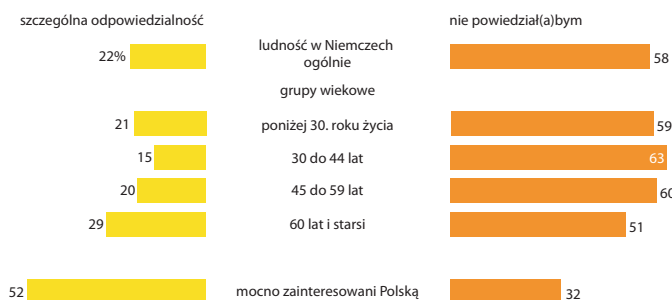 szczególna odpowiedzialność nie powiedział(a)bym
22% ludność w Niemczech ogólnie 58
grupy wiekowe
21 poniżej 30. roku życia 59
15 30 do 44 lat 63
20 45 do 59 lat 60
29 60 lat i starsi 51
52 mocno zainteresowani Polską 32